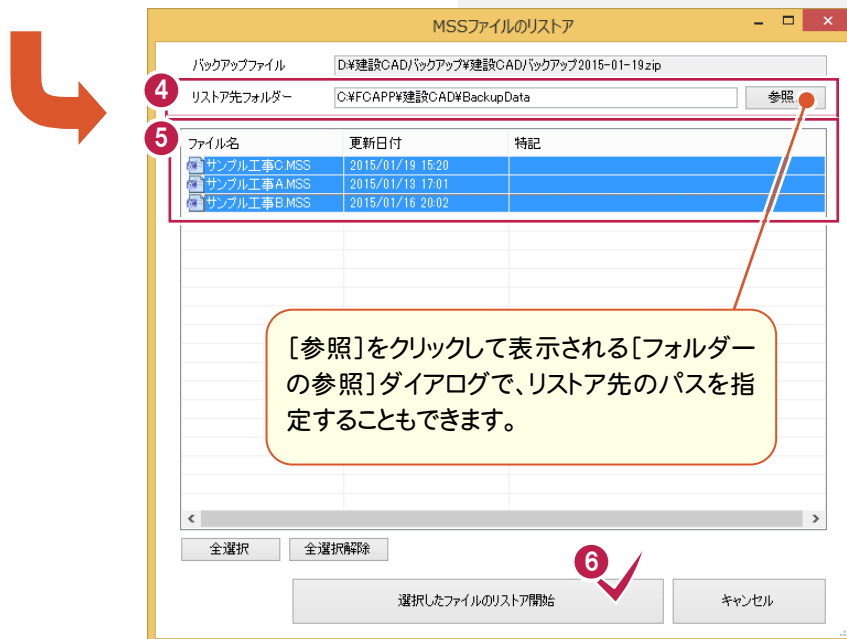 MSSファイルのリストア
バックアップファイル D:¥建設CADバックアップ¥建設CADバックアップ2015-01-19.zip
4 リストア先フォルダー C:¥FCAPP¥建設CAD¥BackupData 参照...
5 ファイル名 更新日付 特記
サンプル工事C.MSS 2015/01/19 15:20
サンプル工事A.MSS 2015/01/13 17:01
サンプル工事B.MSS 2015/01/16 20:02
[参照]をクリックして表示される[フォルダー
の参照]ダイアログで、リストア先のパスを指
定することもできます。
全選択 全選択解除
6
選択したファイルのリストア開始 キャンセル